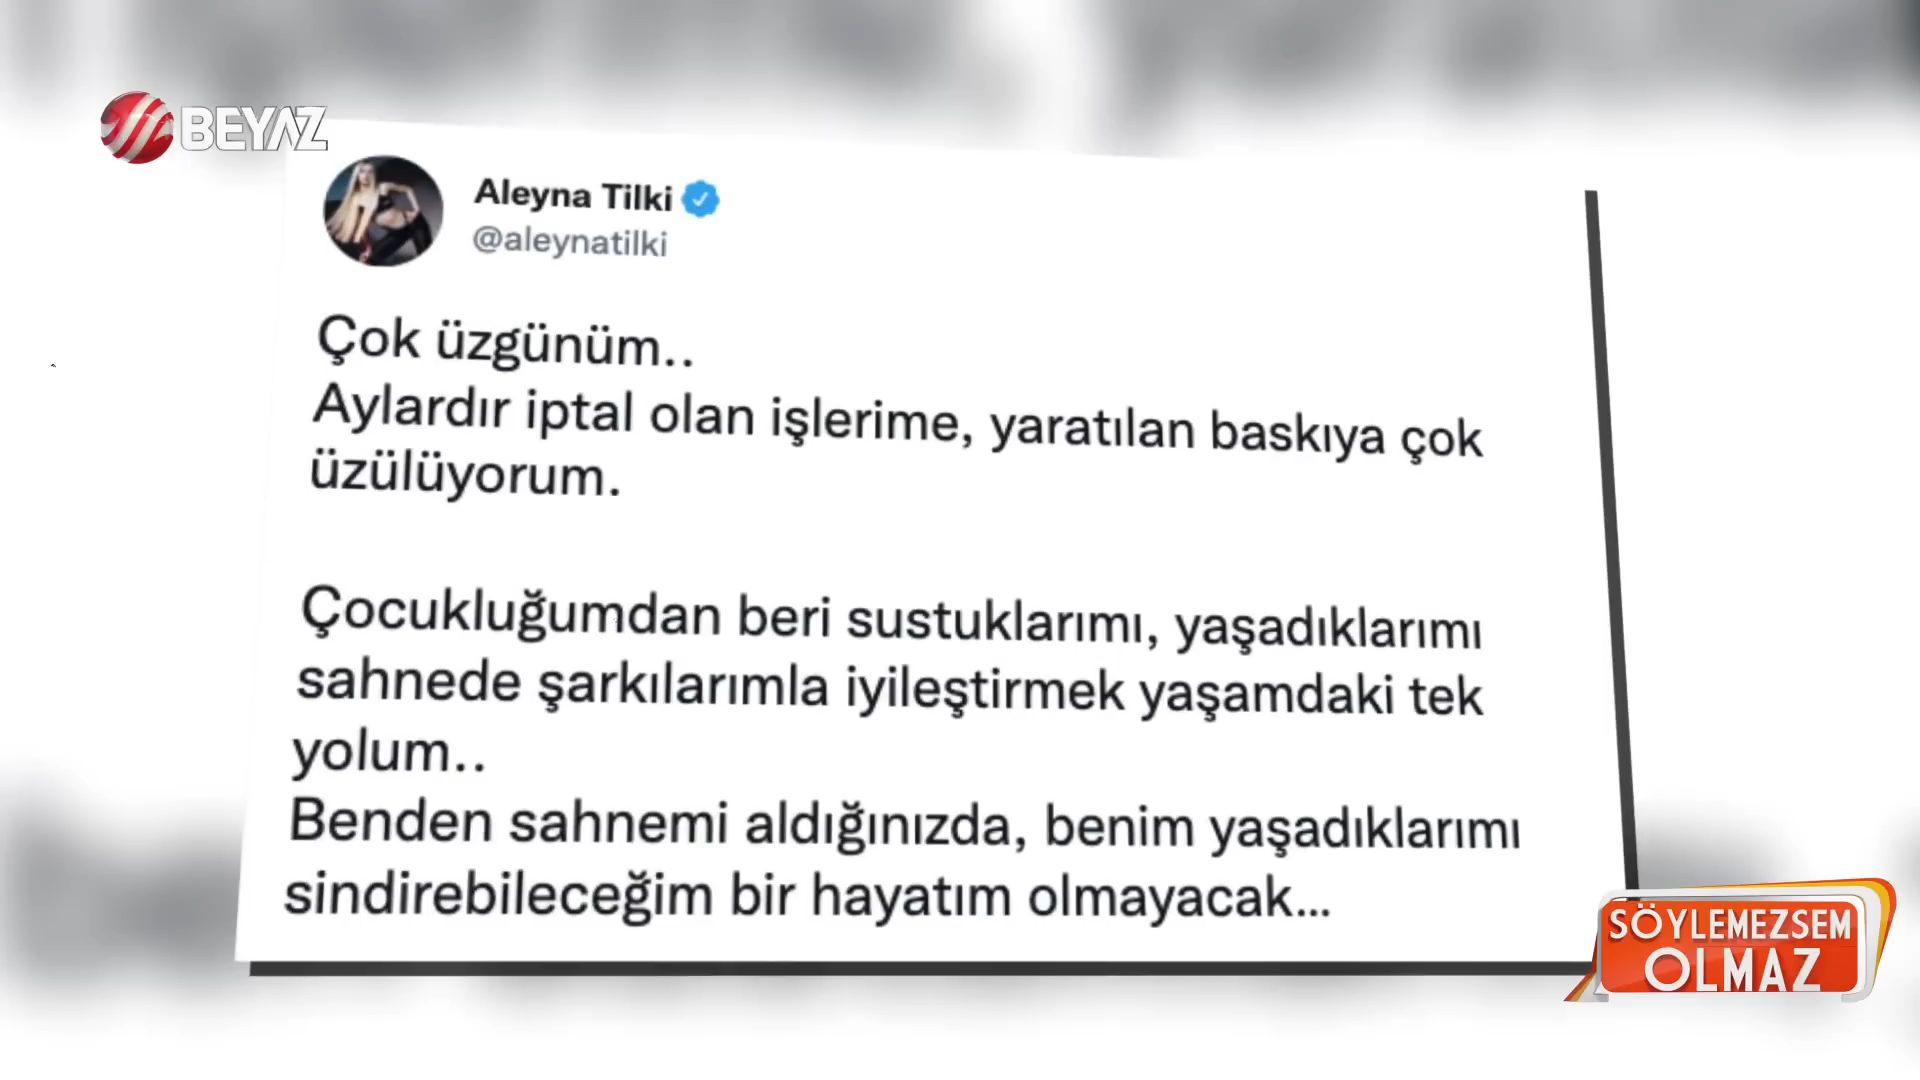 BEYAZ
Aleyna Tilki
@aleynatilki
Çok üzgünüm..
Aylardır iptal olan işlerime, yaratılan baskıya çok
üzülüyorum.
Çocukluğumdan beri sustuklarımı, yaşadıklarımı
sahnede şarkılarımla iyileştirmek yaşamdaki tek
yolum..
Benden sahnemi aldığınızda, benim yaşadıklarımı
sindirebileceğim bir hayatım olmayacak...
SÖYLEMEZSEM
OLMAZ